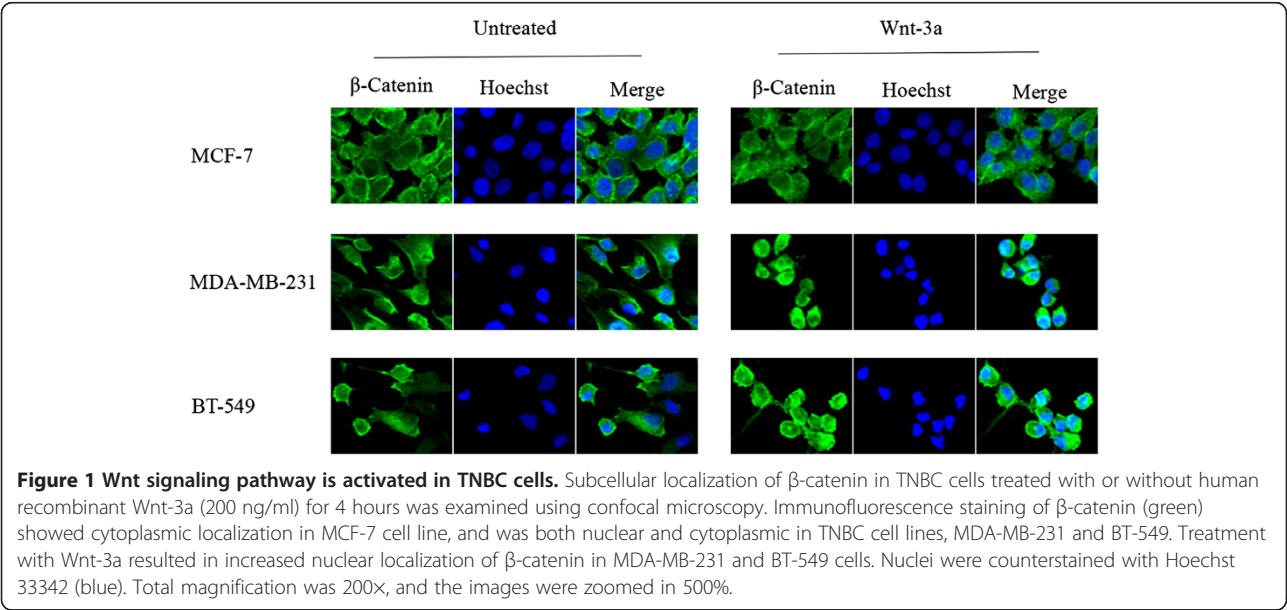 Untreated
Wnt-3a
β-Catenin
Hoechst
Merge
β-Catenin
Hoechst
Merge
MCF-7
MDA-MB-231
BT-549
Figure 1 Wnt signaling pathway is activated in TNBC cells. Subcellular localization of β-catenin in TNBC cells treated with or without human
recombinant Wnt-3a (200 ng/ml) for 4 hours was examined using confocal microscopy. Immunofluorescence staining of β-catenin (green)
showed cytoplasmic localization in MCF-7 cell line, and was both nuclear and cytoplasmic in TNBC cell lines, MDA-MB-231 and BT-549. Treatment
with Wnt-3a resulted in increased nuclear localization of β-catenin in MDA-MB-231 and BT-549 cells. Nuclei were counterstained with Hoechst
33342 (blue). Total magnification was 200×, and the images were zoomed in 500%.